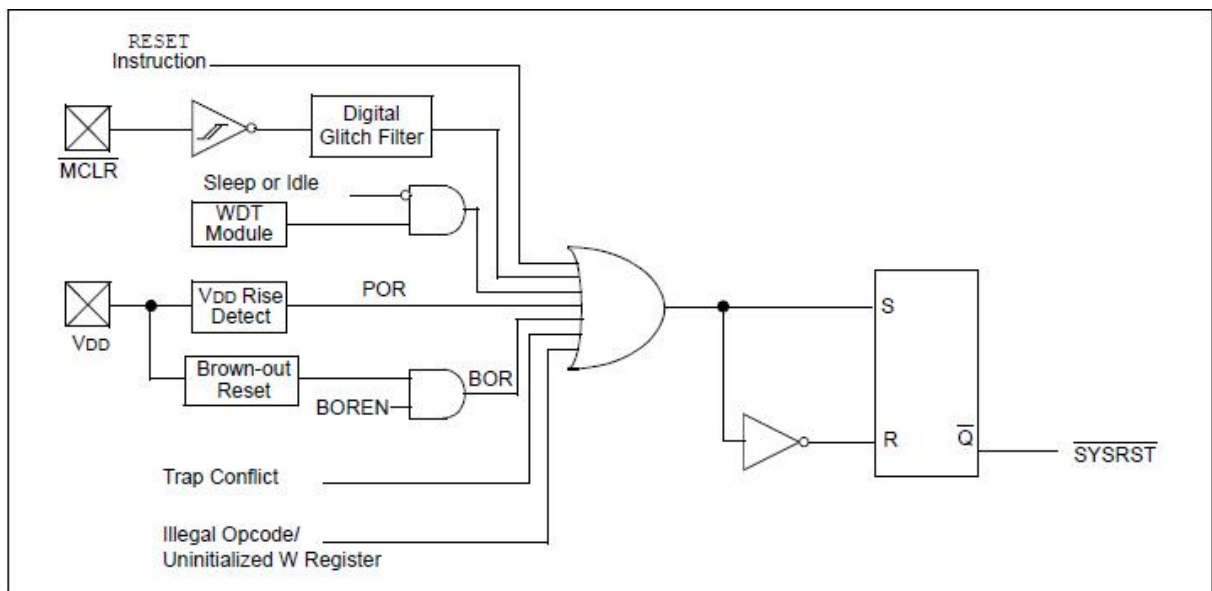 RESET
Instruction
Digital
Glitch Filter
MCLR
Sleep or Idle
WDT
Module
VDD Rise
Detect
POR
VDD
Brown-out
Reset
BOREN
BOR
Trap Conflict
Illegal Opcode/
Uninitialized W Register
S
R
Q
SYSRST